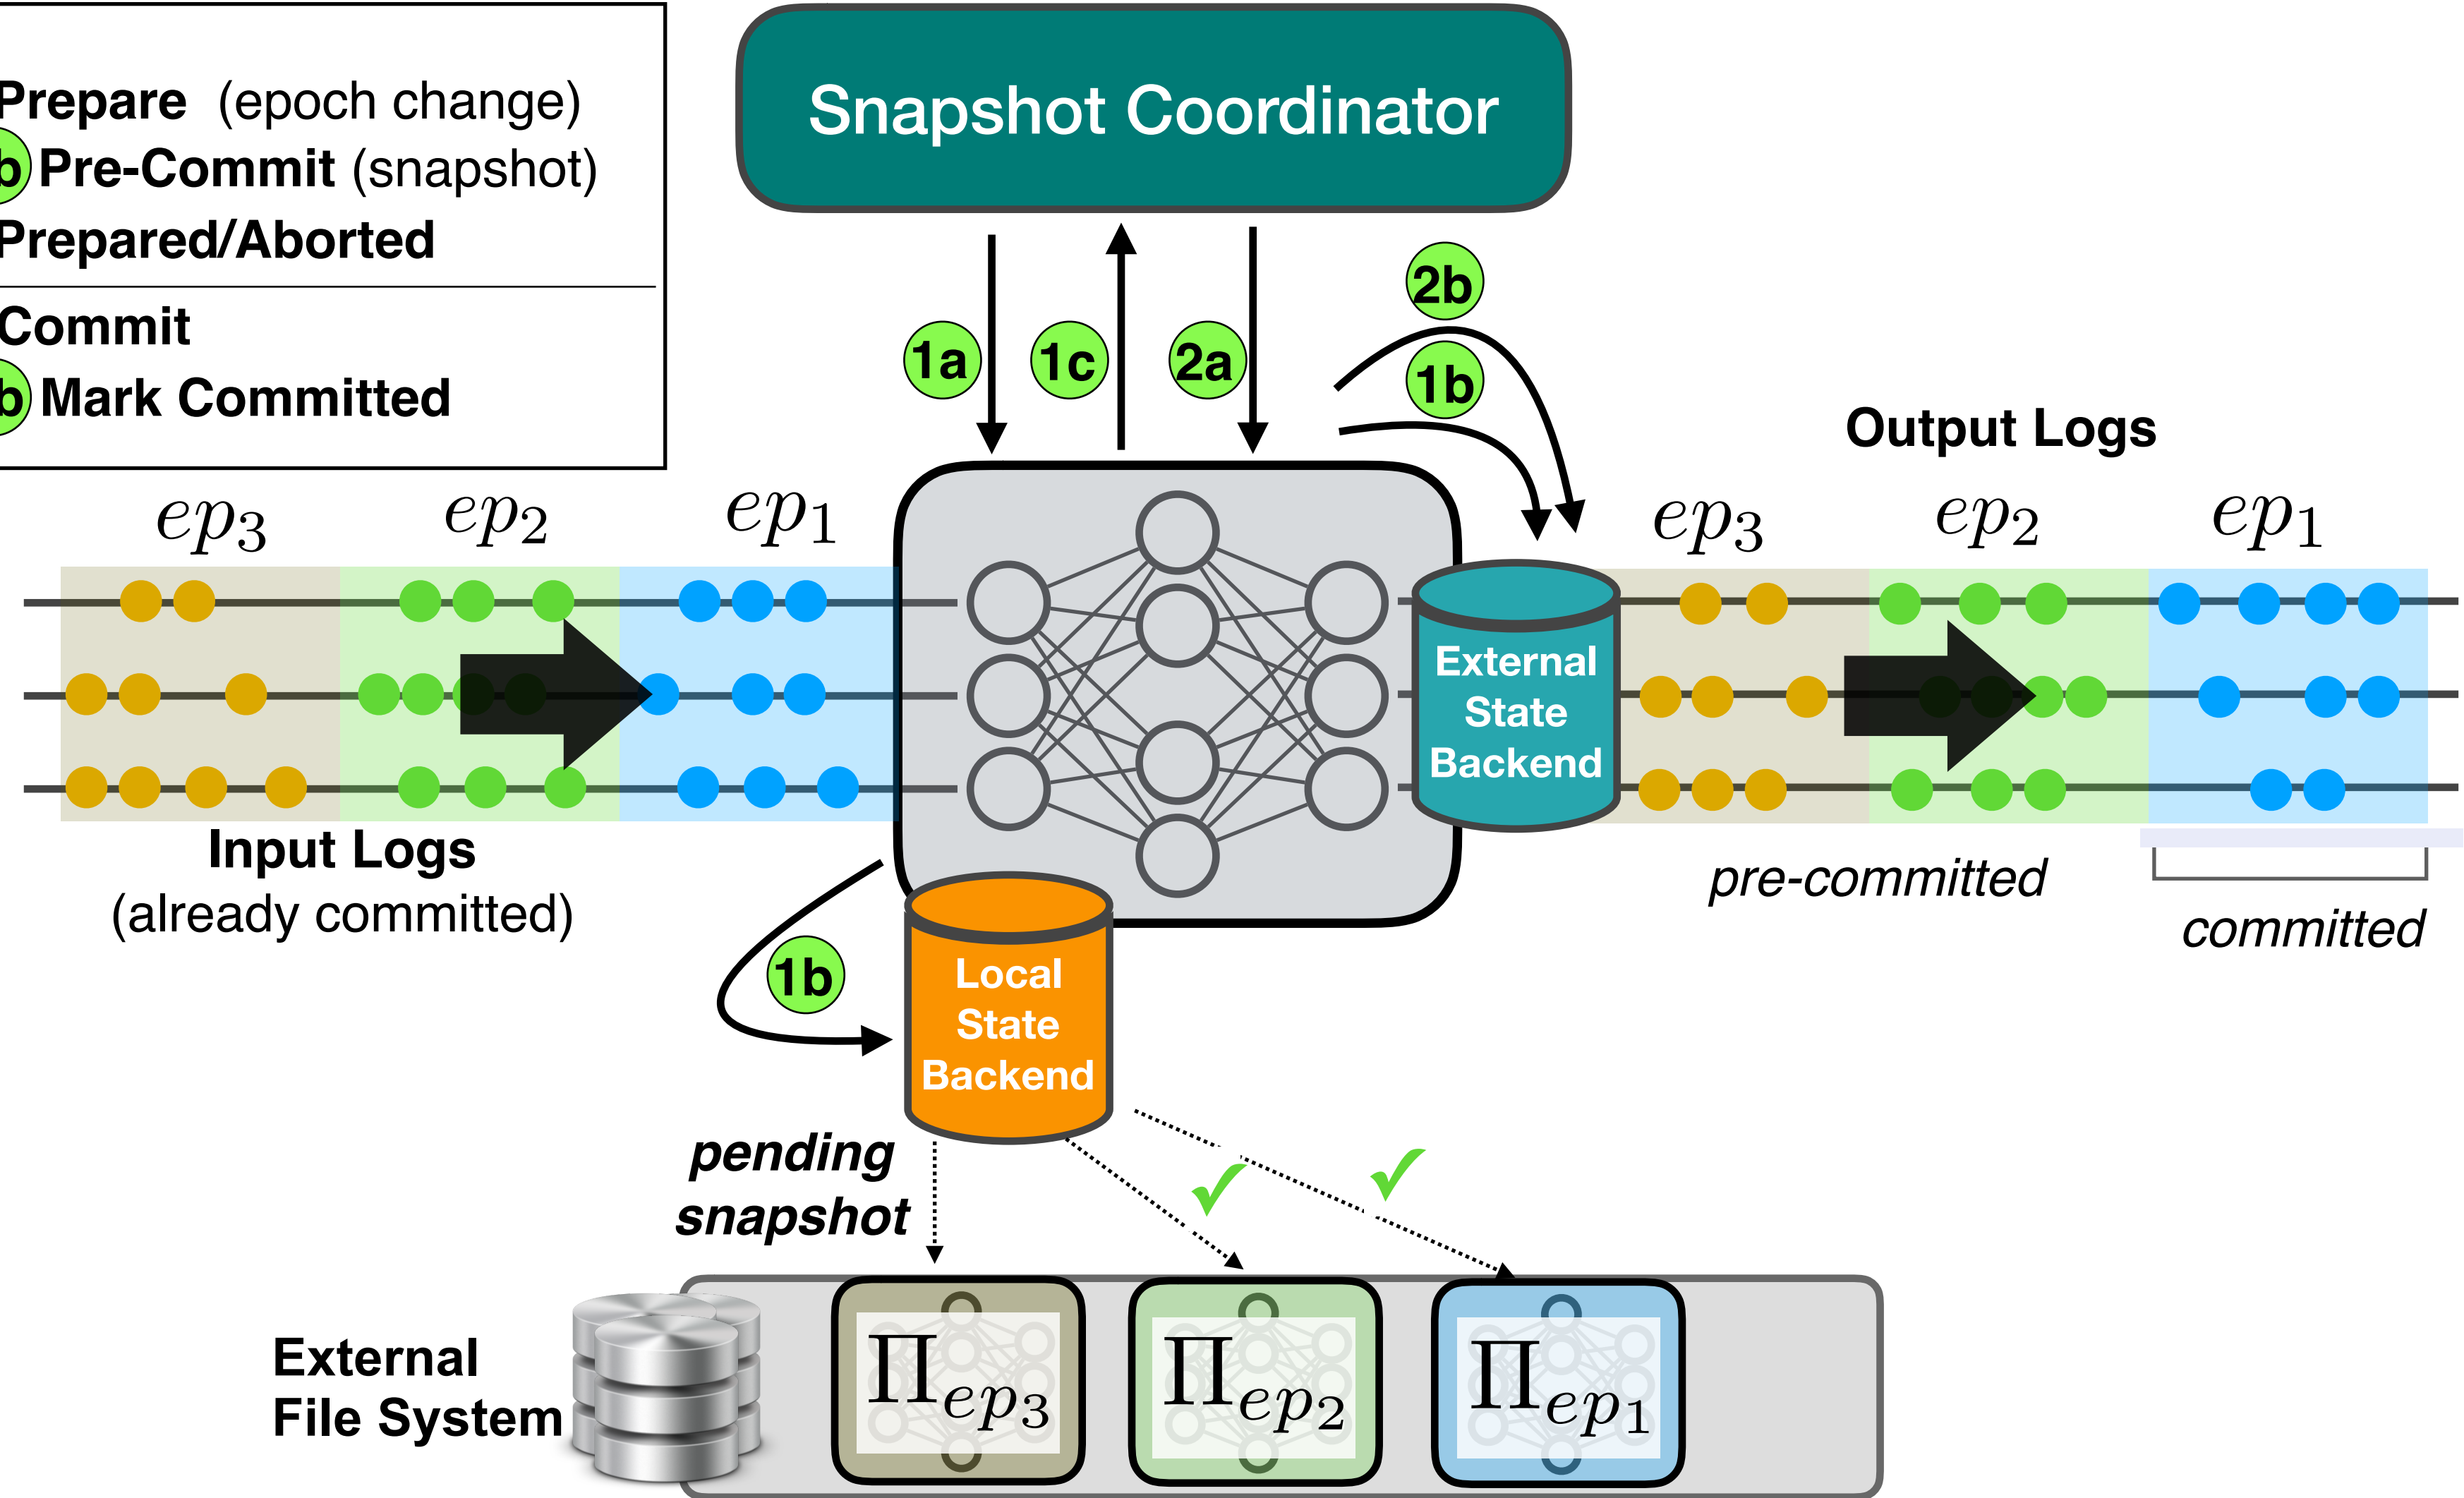 Prepare (epoch change)
b Pre-Commit (snapshot)
Prepared/Aborted
Commit
b Mark Committed
Snapshot Coordinator
1a
1c
2a
2b
1b
Output Logs
ep3
ep2
ep1
ep3
ep2
ep1
External
State
Backend
Input Logs
(already committed)
pre-committed
committed
1b
Local
State
Backend
pending
snapshot
External
File System
Πep3
Πep2
Πep1